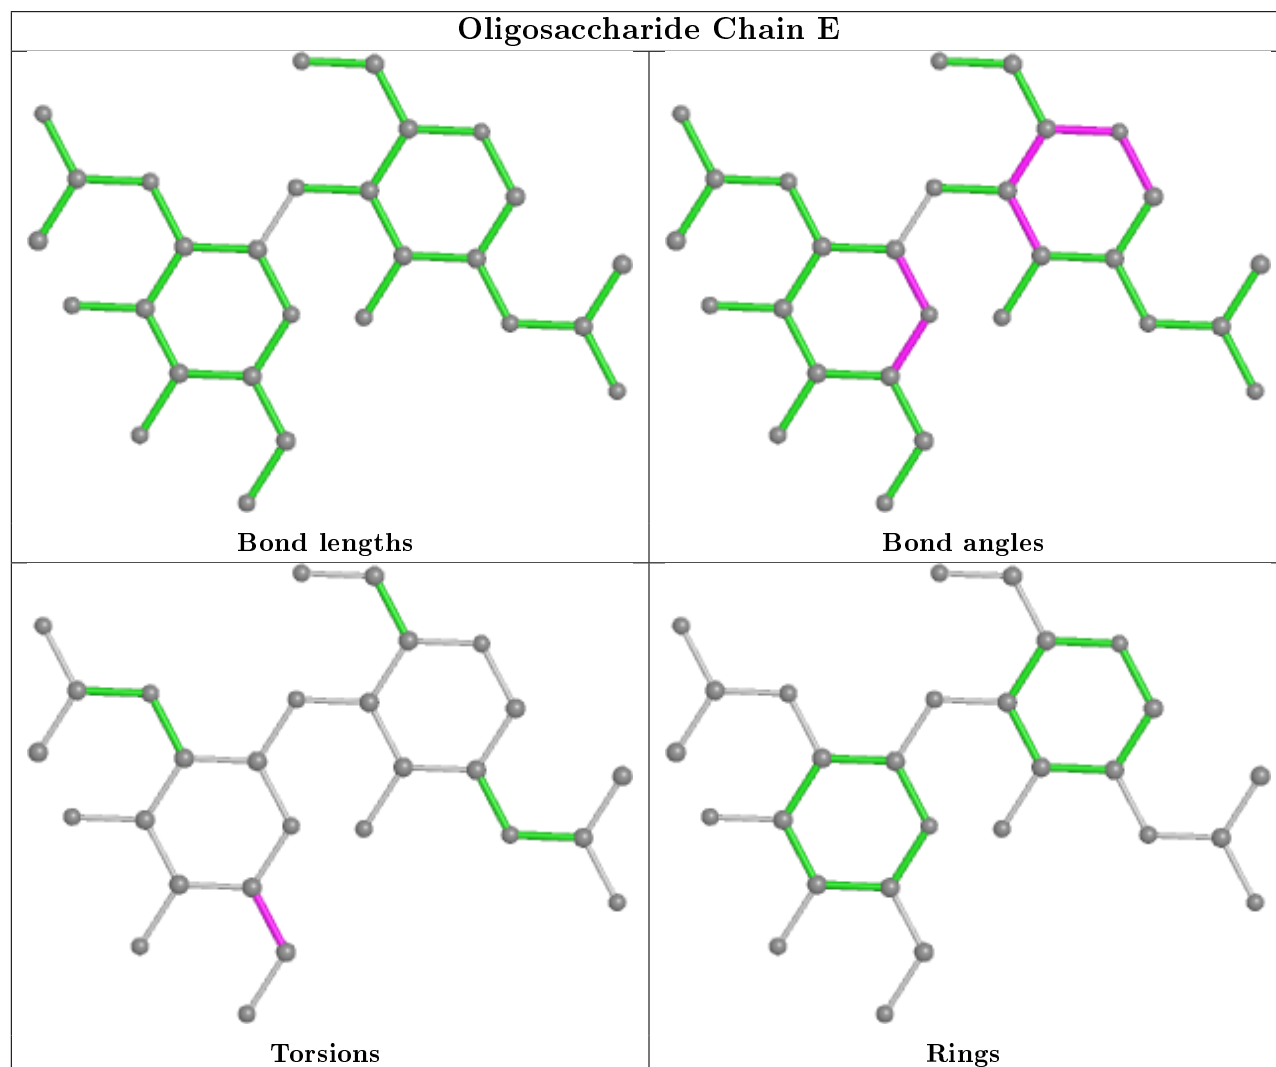 Oligosaccharide Chain E
Bond lengths
Bond angles
Torsions
Rings